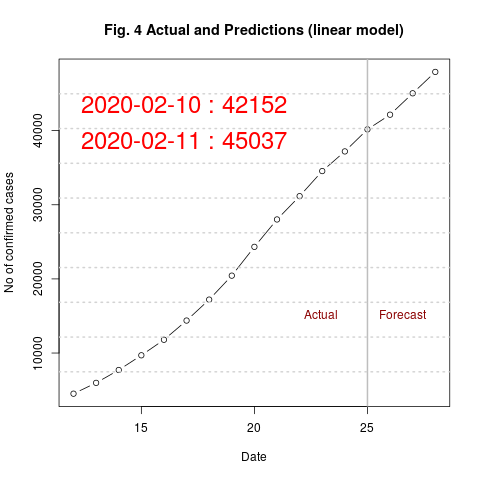 Fig. 4 Actual and Predictions (linear model)
2020-02-10 : 42152
2020-02-11 : 45037
Actual
Forecast
No of confirmed cases
40000
30000
20000
10000
15
20
25
Date